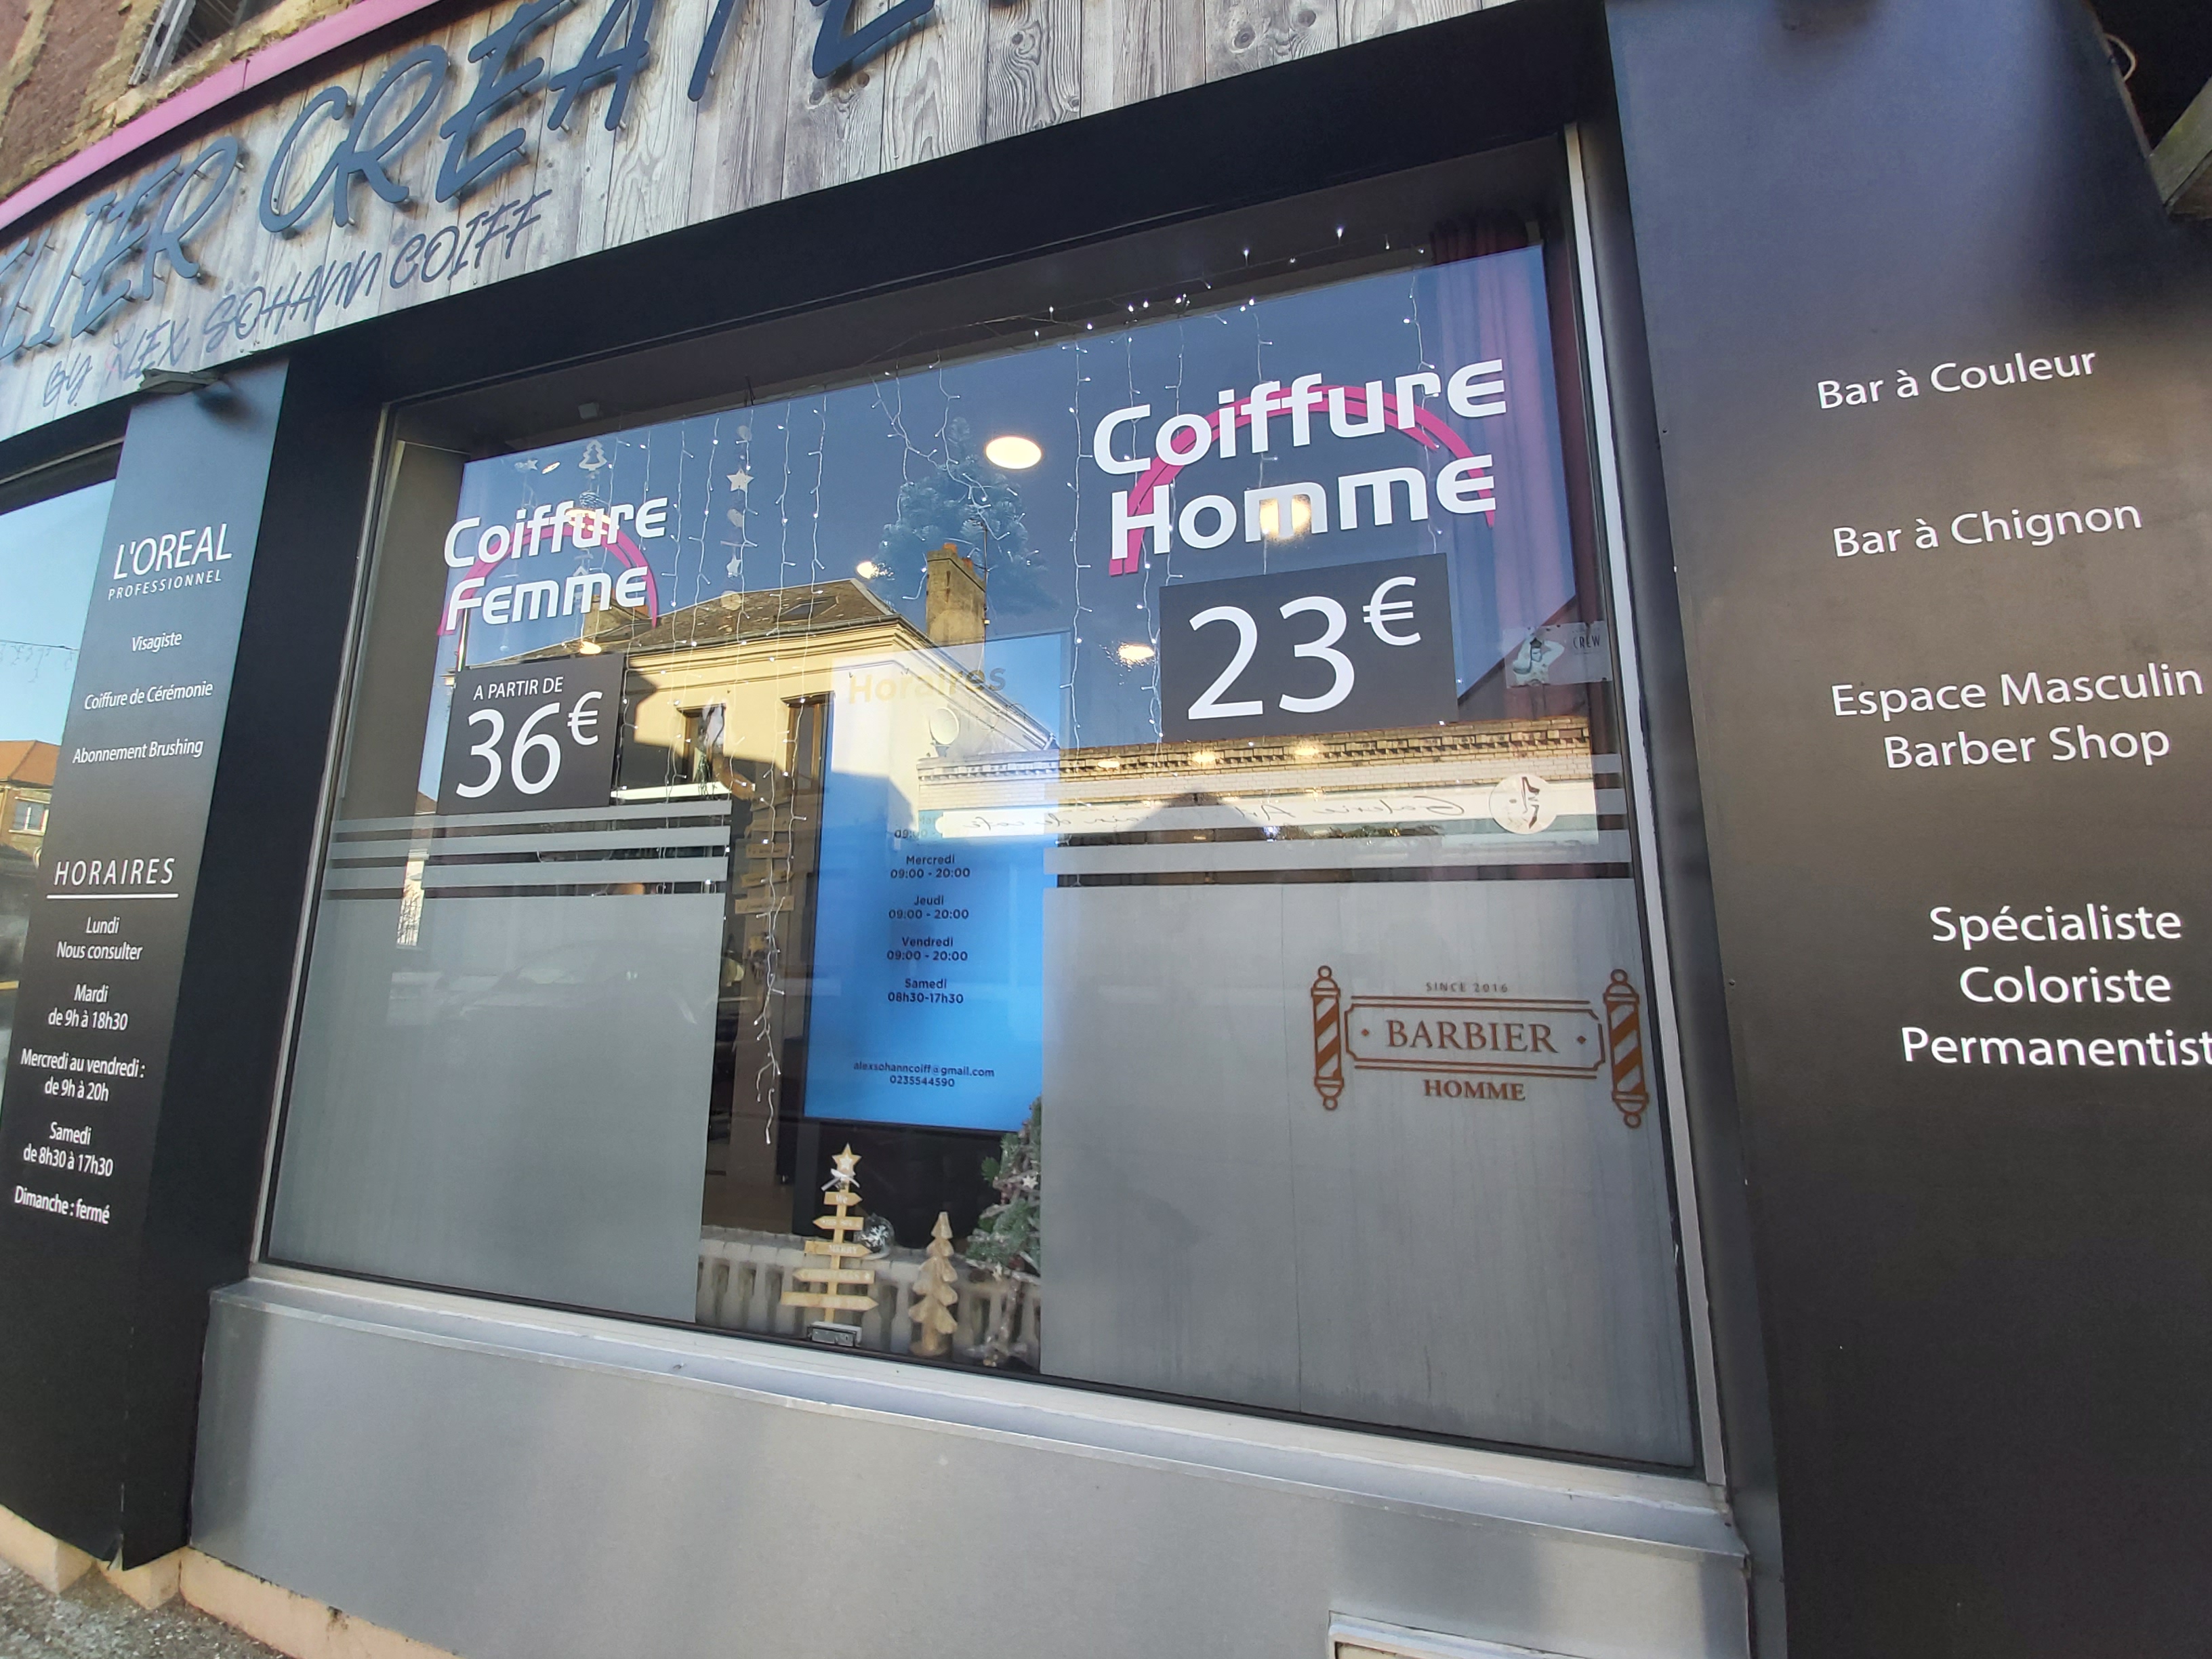 BY ALEX SOHANN COIFF
L'OREAL
PROFESSIONNEL
Visagiste
Coiffure de Cérémonie
Abonnement Brushing
HORAIRES
Lundi
Nous consulter
Mardi
de 9h à 18h30
Mercredi au vendredi :
de 9h à 20h
Samedi
de 8h30 à 17h30
Dimanche : fermé
Coiffure
Femme
A PARTIR DE
36€
Horaires
Mercredi
09:00 - 20:00
Jeudi
09:00 - 20:00
Vendredi
09:00 - 20:00
Samedi
08h30-17h30
alexsohanncoiff@gmail.com
0235544590
Coiffure
Homme
23€
CREW
SINCE 2016
BARBIER
HOMME
Bar à Couleur
Bar à Chignon
Espace Masculin
Barber Shop
Spécialiste
Coloriste
Permanentist